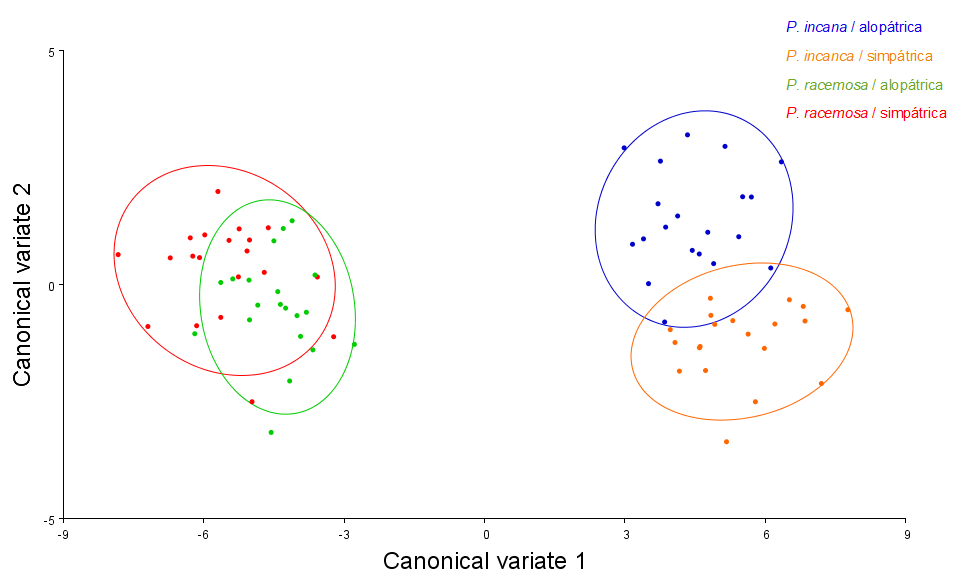 P. incana / alopátrica
P. incanca / simpátrica
P. racemosa / alopátrica
P. racemosa / simpátrica
5
0
-5
Canonical variate 2
-9 -6 -3 0 3 6 9
Canonical variate 1